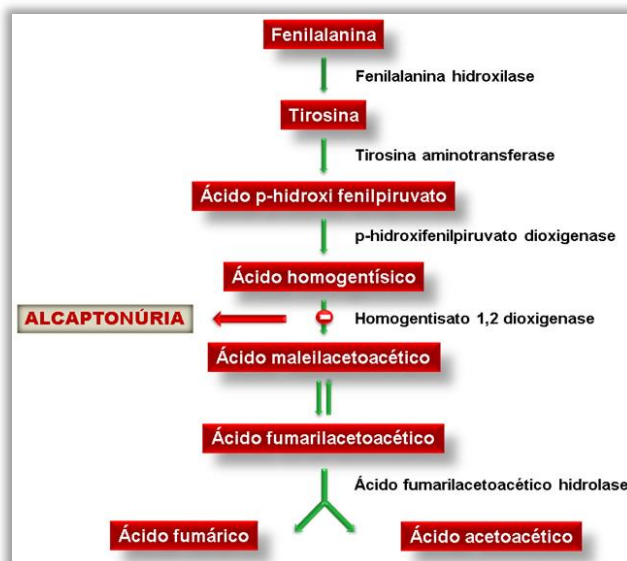 Fenilalanina
Fenilalanina hidroxilase
Tirosina
Tirosina aminotransferase
Ácido p-hidroxi fenilpiruvato
p-hidroxifenilpiruvato dioxigenase
Ácido homogentísico
ALCAPTONÚRIA
Homogentisato 1,2 dioxigenase
Ácido maleilacetoacético
Ácido fumarilacetoacético
Ácido fumarilacetoacético hidrolase
Ácido fumárico
Ácido acetoacético